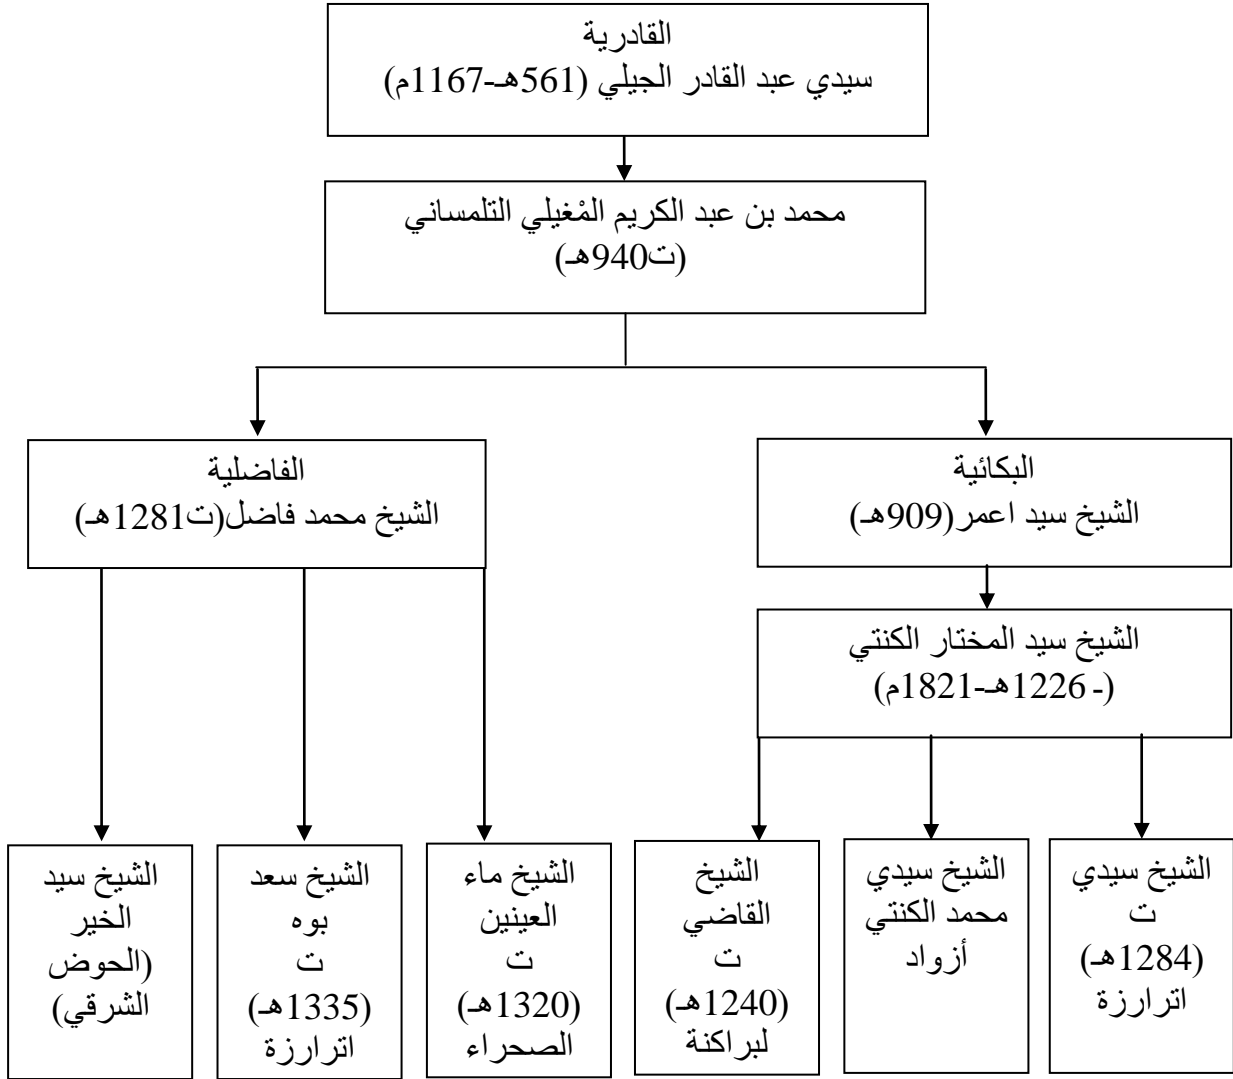 القادرية
سيدي عبد القادر الجيلي (561هـ-1167م)
محمد بن عبد الكريم المْغيلي التلمساني
(ت940هـ)
البكائية
الشيخ سيد اعمر(909هـ)
الفاضلية
الشيخ محمد فاضل(ت1281هـ)
الشيخ سيد المختار الكنتي
(ـ 1226هـ-1821م)
الشيخ سيدي
ت
(1284هـ)
اترارزة
الشيخ سيدي
محمد الكنتي
أزواد
الشيخ
القاضي
ت
(1240هـ)
لبراكنة
الشيخ ماء
العينين
ت
(1320هـ)
الصحراء
الشيخ سعد
بوه
ت
(1335هـ)
اترارزة
الشيخ سيد
الخير
(الحوض
الشرقي)